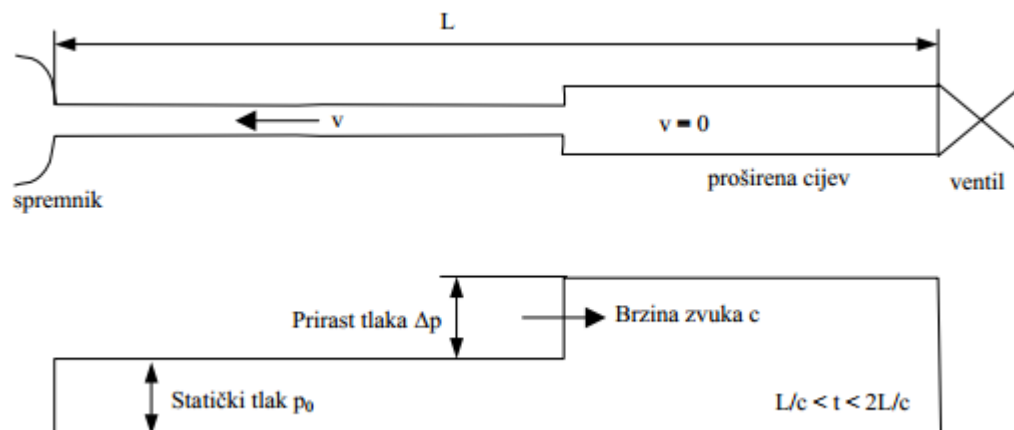 L
v
v = 0
proširena cijev
ventil
spremnik
Prirast tlaka Δp
Brzina zvuka c
Statički tlak p₀
L/c < t < 2L/c